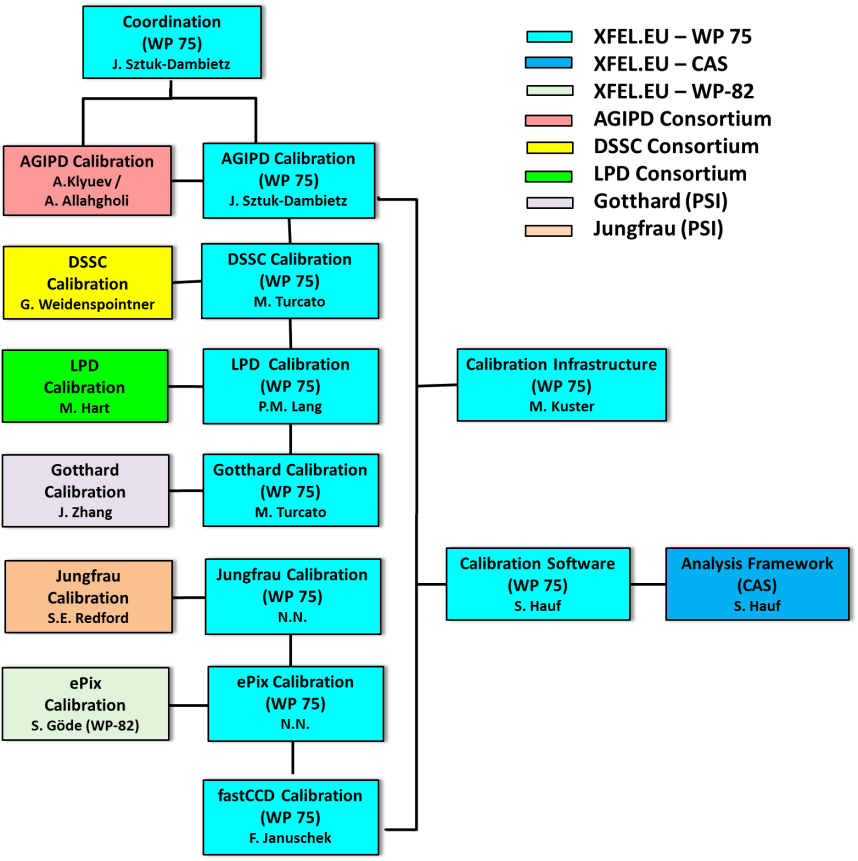 Coordination
(WP 75)
J. Sztuk-Dambietz
XFEL.EU – WP 75
XFEL.EU – CAS
XFEL.EU – WP-82
AGIPD Consortium
DSSC Consortium
LPD Consortium
Gotthard (PSI)
Jungfrau (PSI)
AGIPD Calibration
A.Klyuev /
A. Allahgholi
AGIPD Calibration
(WP 75)
J. Sztuk-Dambietz
DSSC
Calibration
G. Weidenspointner
DSSC Calibration
(WP 75)
M. Turcato
LPD
Calibration
M. Hart
LPD Calibration
(WP 75)
P.M. Lang
Calibration Infrastructure
(WP 75)
M. Kuster
Gotthard
Calibration
J. Zhang
Gotthard Calibration
(WP 75)
M. Turcato
Jungfrau
Calibration
S.E. Redford
Jungfrau Calibration
(WP 75)
N.N.
Calibration Software
(WP 75)
S. Hauf
Analysis Framework
(CAS)
S. Hauf
ePix
Calibration
S. Göde (WP-82)
ePix Calibration
(WP 75)
N.N.
fastCCD Calibration
(WP 75)
F. Januschek